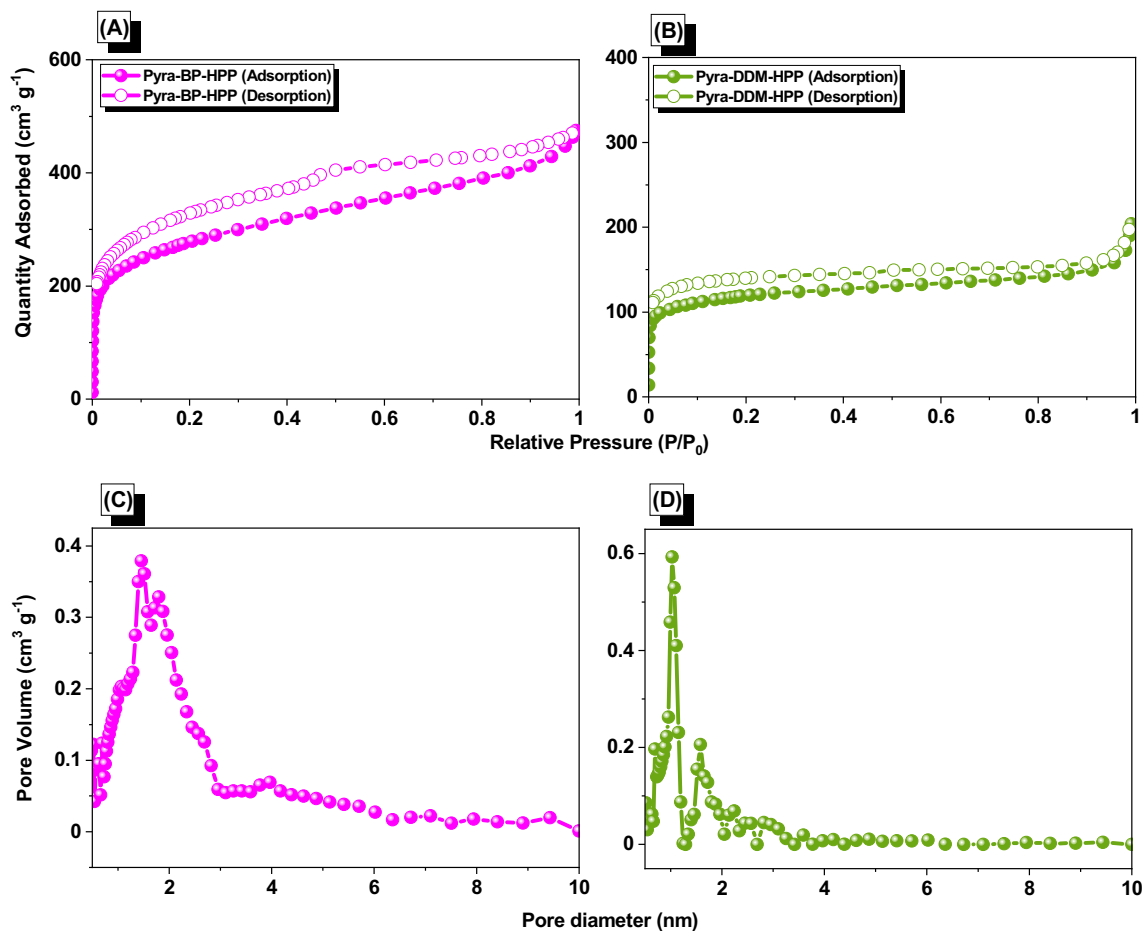 (A)
(B)
Quantity Adsorbed (cm³ g⁻¹)
600
400
200
0
Pyra-BP-HPP (Adsorption)
Pyra-BP-HPP (Desorption)
0 0.2 0.4 0.6 0.8 1
400
300
200
100
0
Pyra-DDM-HPP (Adsorption)
Pyra-DDM-HPP (Desorption)
0 0.2 0.4 0.6 0.8 1
Relative Pressure (P/P₀)
(C)
(D)
Pore Volume (cm³ g⁻¹)
0.4
0.3
0.2
0.1
0
2 4 6 8 10
0.6
0.4
0.2
0
2 4 6 8 10
Pore diameter (nm)